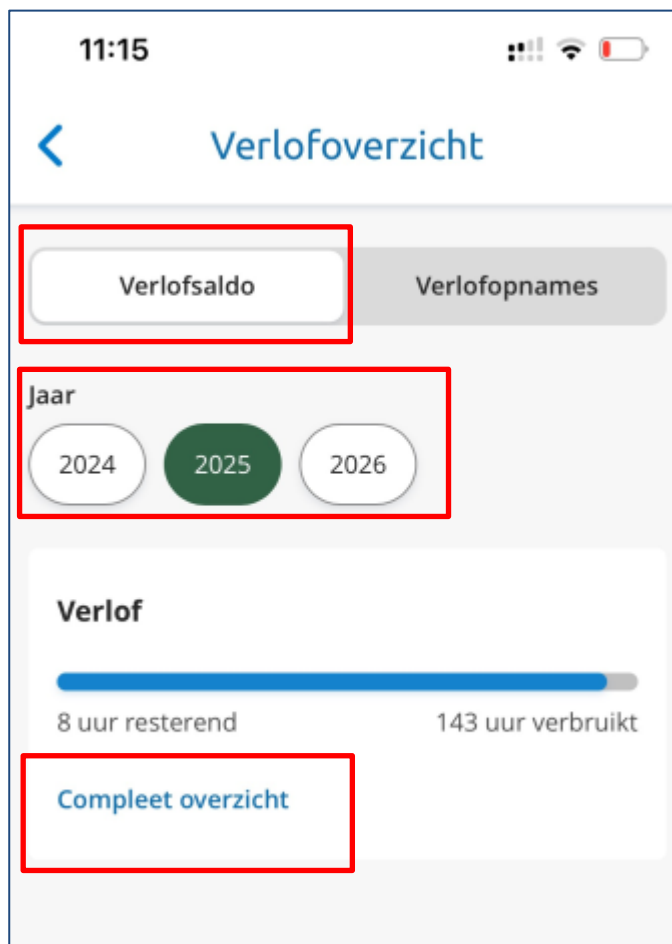 11:15
Verlofoverzicht
Verlofsaldo Verlofopnames
Jaar
2024 2025 2026
Verlof
8 uur resterend 143 uur verbruikt
Compleet overzicht